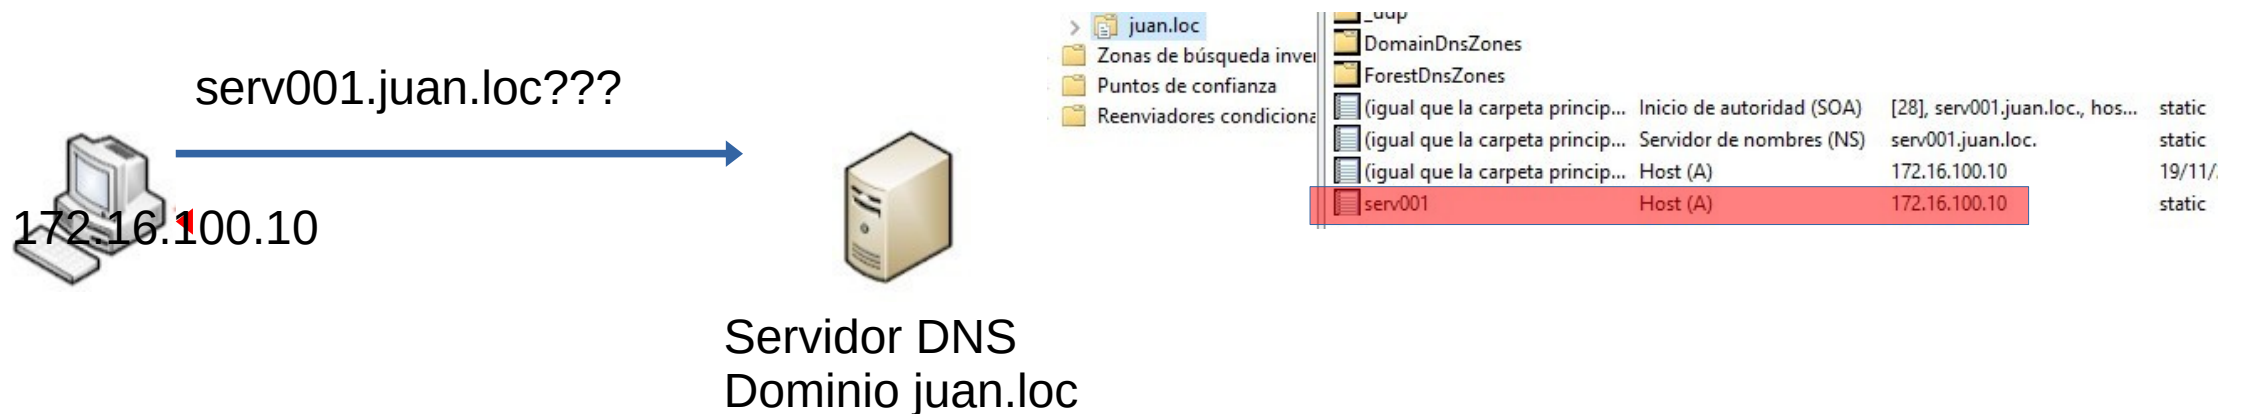 serv001.juan.loc???
172.16.100.10
Servidor DNS
Dominio juan.loc
juan.loc
Zonas de búsqueda inver
Puntos de confianza
Reenviadores condiciona
_udp
DomainDnsZones
ForestDnsZones
(igual que la carpeta princip... Inicio de autoridad (SOA) [28], serv001.juan.loc., hos... static
(igual que la carpeta princip... Servidor de nombres (NS) serv001.juan.loc. static
(igual que la carpeta princip... Host (A) 172.16.100.10 19/11/
serv001 Host (A) 172.16.100.10 static